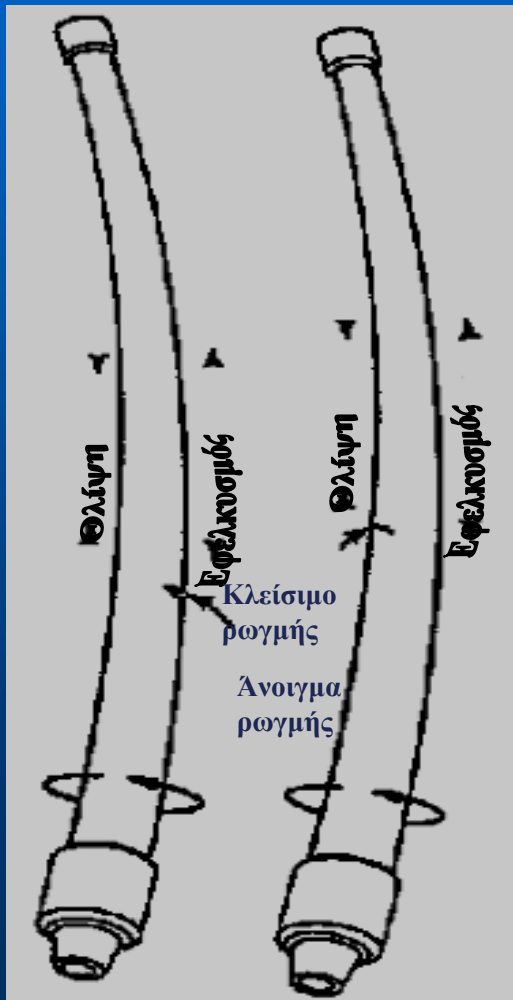 Θλίψη
Εφελκυσμός
Θλίψη
Εφελκυσμός
Κλείσιμο
ρωγμής
Άνοιγμα
ρωγμής